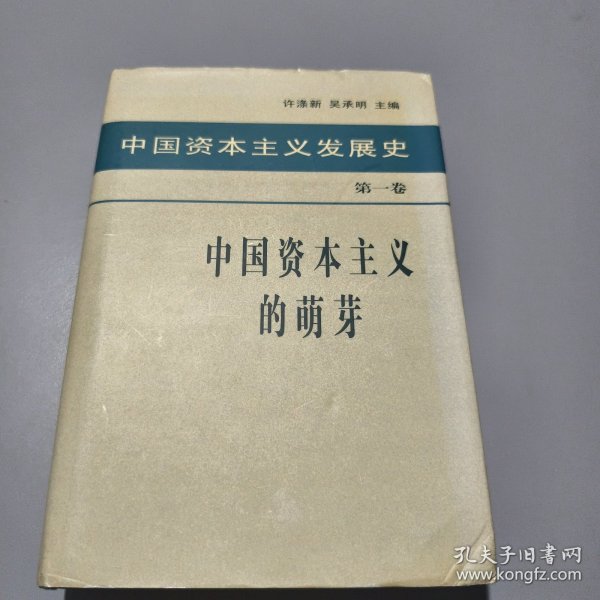 许涤新 吴承明 主编
中国资本主义发展史
第一卷
中国资本主义
的萌芽
孔夫子旧书网
www.kongfz.com